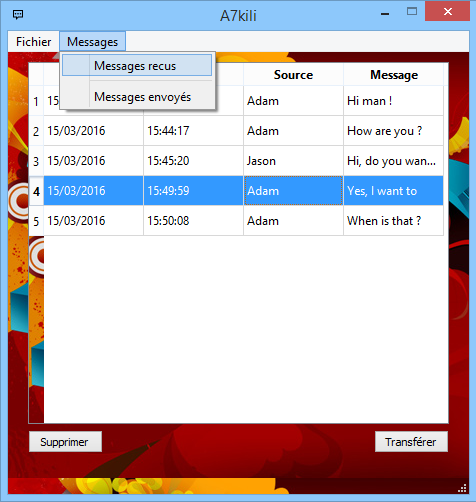 A7kili
Fichier Messages
Messages recus
Messages envoyés
Source Message
1 15 Adam Hi man !
2 15/03/2016 15:44:17 Adam How are you ?
3 15/03/2016 15:45:20 Jason Hi, do you wan...
4 15/03/2016 15:49:59 Adam Yes, I want to
5 15/03/2016 15:50:08 Adam When is that ?
Supprimer Transférer